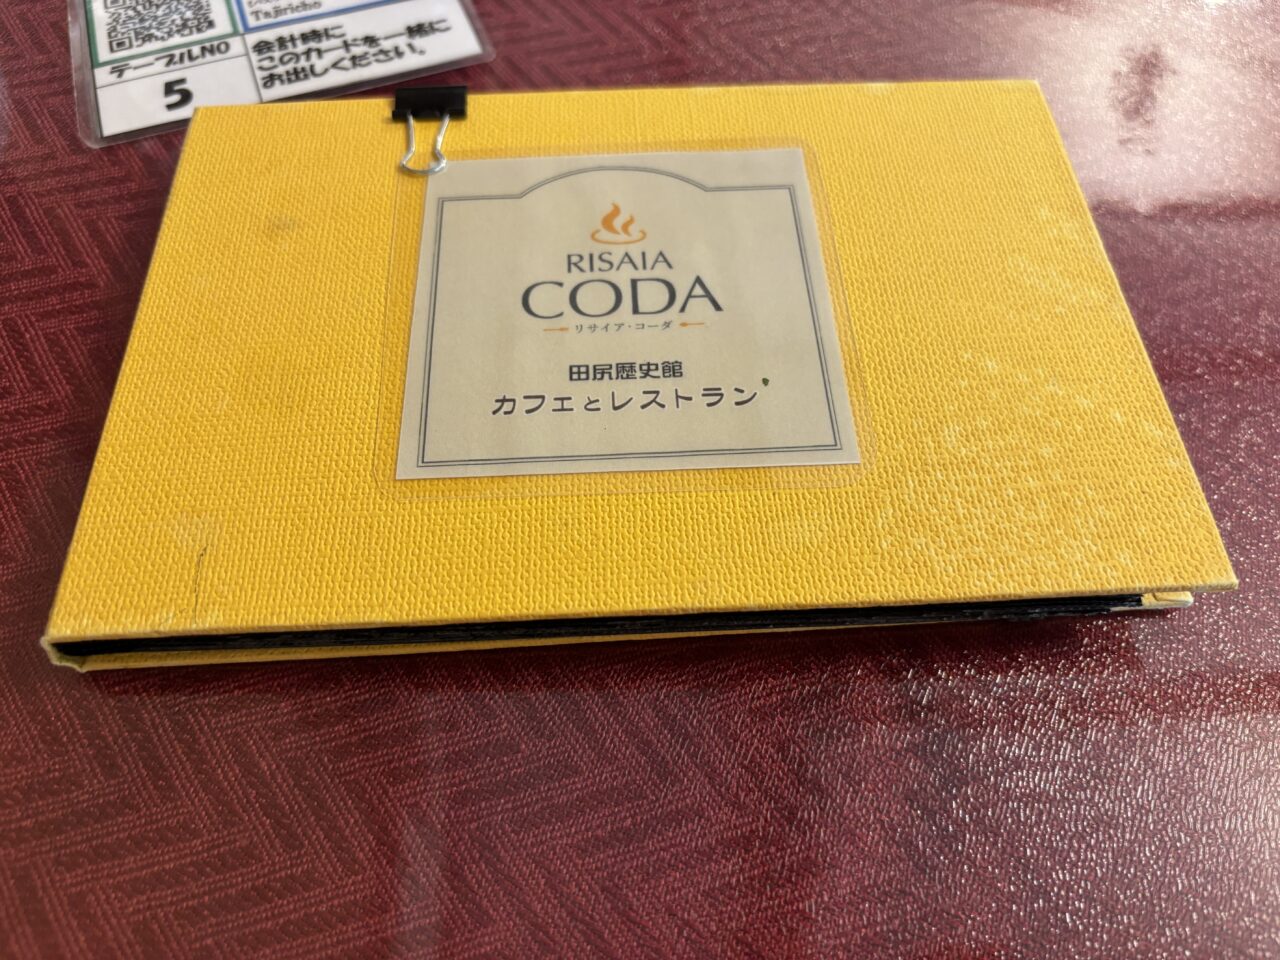 Tajiricho
テーブルNO
5
会計時に
このカードを一緒に
お出しください。
RISAIA
CODA
リサイア・コーダ
田尻歴史館
カフェとレストラン